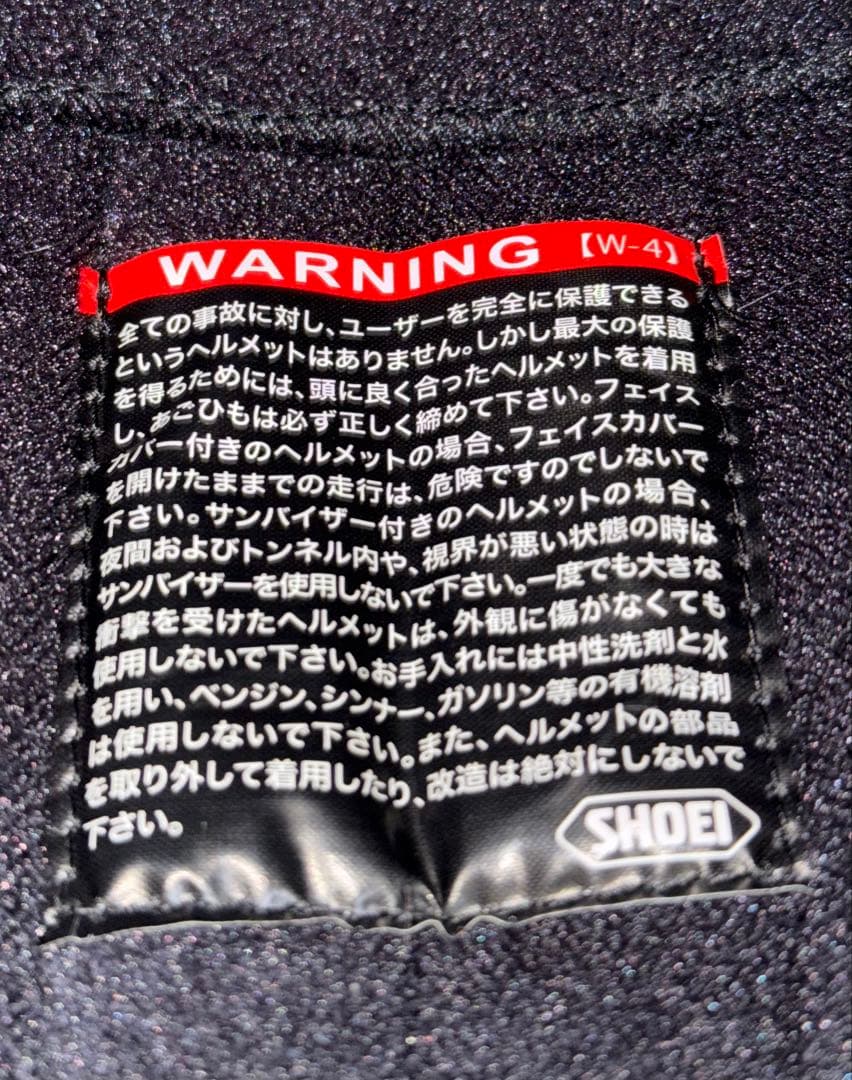 WARNING 【W-4】
全ての事故に対し、ユーザーを完全に保護できる
というヘルメットはありません。しかし最大の保護
を得るためには、頭に良く合ったヘルメットを着用
し、あごひもは必ず正しく締めて下さい。フェイス
カバー付きのヘルメットの場合、フェイスカバー
を開けたままでの走行は、危険ですのでしないで
下さい。サンバイザー付きのヘルメットの場合、
夜間およびトンネル内や、視界が悪い状態の時は
サンバイザーを使用しないで下さい。一度でも大きな
衝撃を受けたヘルメットは、外観に傷がなくても
使用しないで下さい。お手入れには中性洗剤と水
を用い、ベンジン、シンナー、ガソリン等の有機溶剤
は使用しないで下さい。また、ヘルメットの部品
を取り外して着用したり、改造は絶対にしないで
下さい。
SHOEI